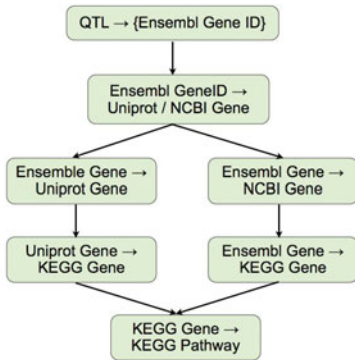 QTL → {Ensembl Gene ID}
Ensembl GeneID →
Uniprot / NCBI Gene
Ensemble Gene →
Uniprot Gene
Ensembl Gene →
NCBI Gene
Uniprot Gene →
KEGG Gene
Ensembl Gene →
KEGG Gene
KEGG Gene →
KEGG Pathway